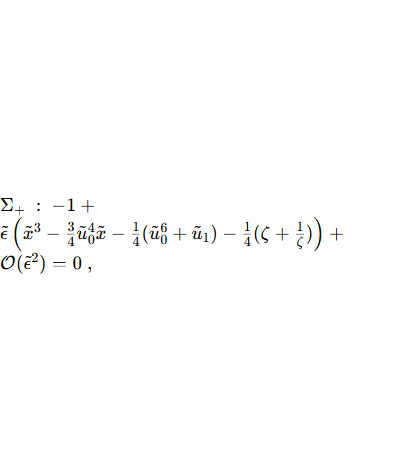 Σ₊ : −1 +
ϵ̃ (x̃³ − ¾ũ₀⁴x̃ − ¼(ũ₀⁶ + ũ₁) − ¼(ζ + 1/ζ)) +
𝒪(ϵ̃²) = 0 ,